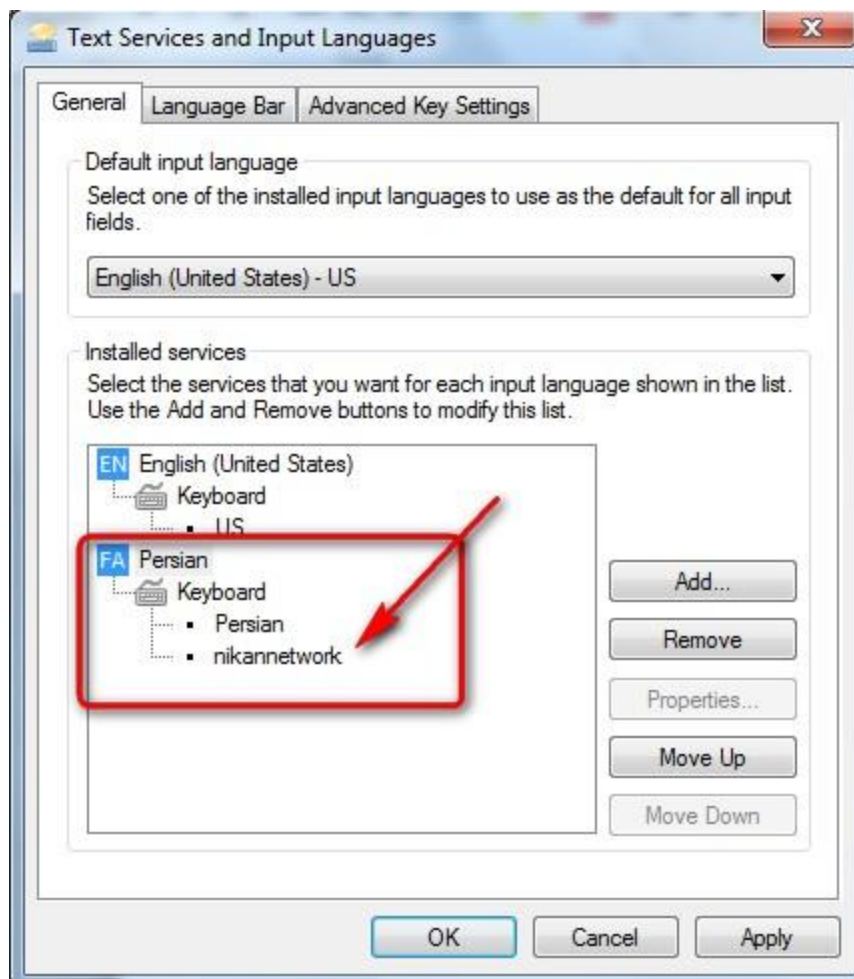 Text Services and Input Languages
General
Language Bar
Advanced Key Settings
Default input language
Select one of the installed input languages to use as the default for all input
fields.
English (United States) - US
Installed services
Select the services that you want for each input language shown in the list.
Use the Add and Remove buttons to modify this list.
EN English (United States)
Keyboard
US
FA Persian
Keyboard
Persian
nikannetwork
Add...
Remove
Properties...
Move Up
Move Down
OK
Cancel
Apply